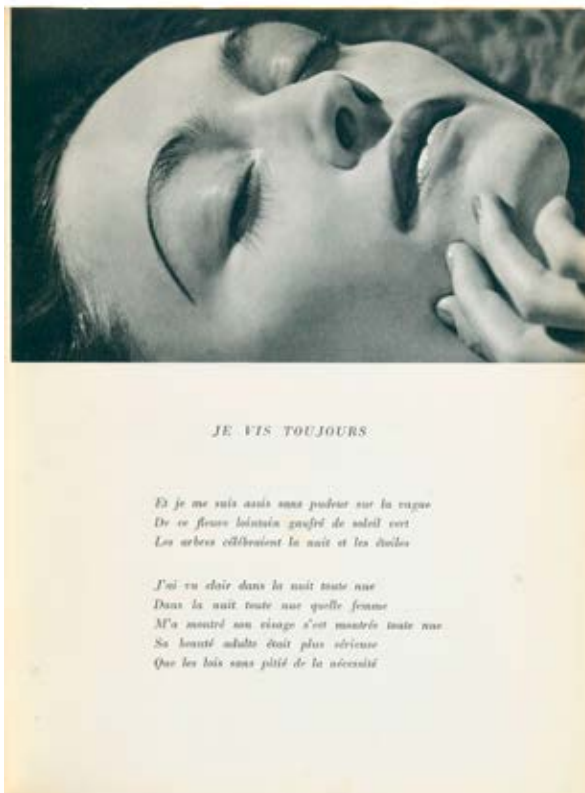 JE VIS TOUJOURS
Et je me suis assis sans pudeur sur la vague
De ce fleuve lointain gaufré de soleil vert
Les arbres célébraient la nuit et les étoiles
J'ai vu clair dans la nuit toute nue
Dans la nuit toute nue quelle femme
M'a montré son visage s'est montrée toute nue
Sa beauté adulte était plus sérieuse
Que les lois sans pitié de la nécessité